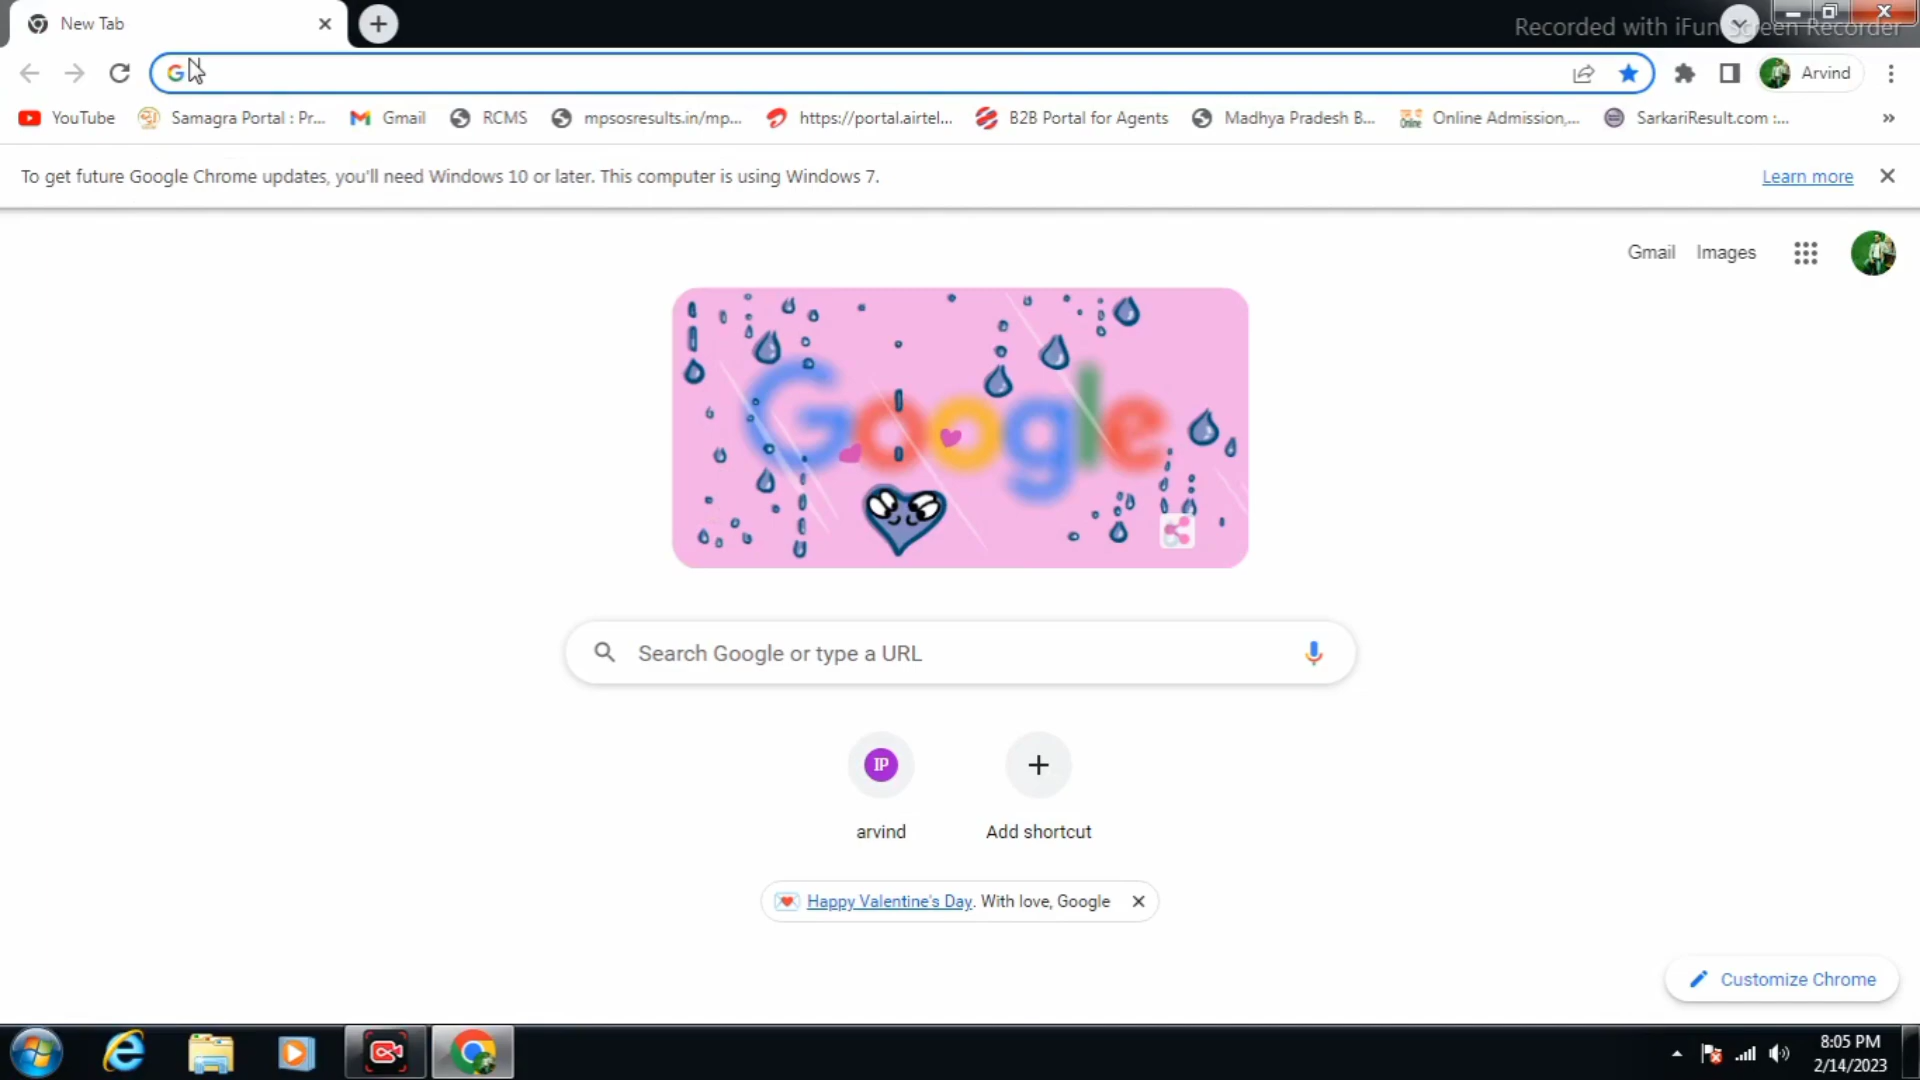 New Tab
Recorded with iFun Screen Recorder
Arvind
YouTube
Samagra Portal : Pr...
Gmail
RCMS
mpsosresults.in/mp...
https://portal.airtel...
B2B Portal for Agents
Madhya Pradesh B...
Online Admission,...
SarkariResult.com :...
To get future Google Chrome updates, you'll need Windows 10 or later. This computer is using Windows 7.
Learn more
Gmail
Images
Google
Search Google or type a URL
IP
arvind
Add shortcut
Happy Valentine's Day. With love, Google
Customize Chrome
8:05 PM
2/14/2023